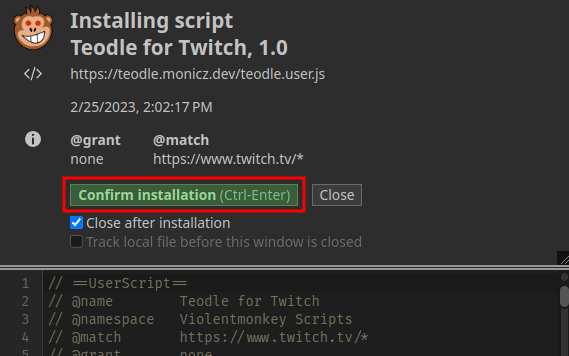 Installing script
Teodle for Twitch, 1.0
</> https://teodle.monicz.dev/teodle.user.js
2/25/2023, 2:02:17 PM
@grant @match
none https://www.twitch.tv/*
Confirm installation (Ctrl-Enter) Close
Close after installation
Track local file before this window is closed
1 // ==UserScript==
2 // @name Teodle for Twitch
3 // @namespace Violentmonkey Scripts
4 // @match https://www.twitch.tv/*
5 // @grant none